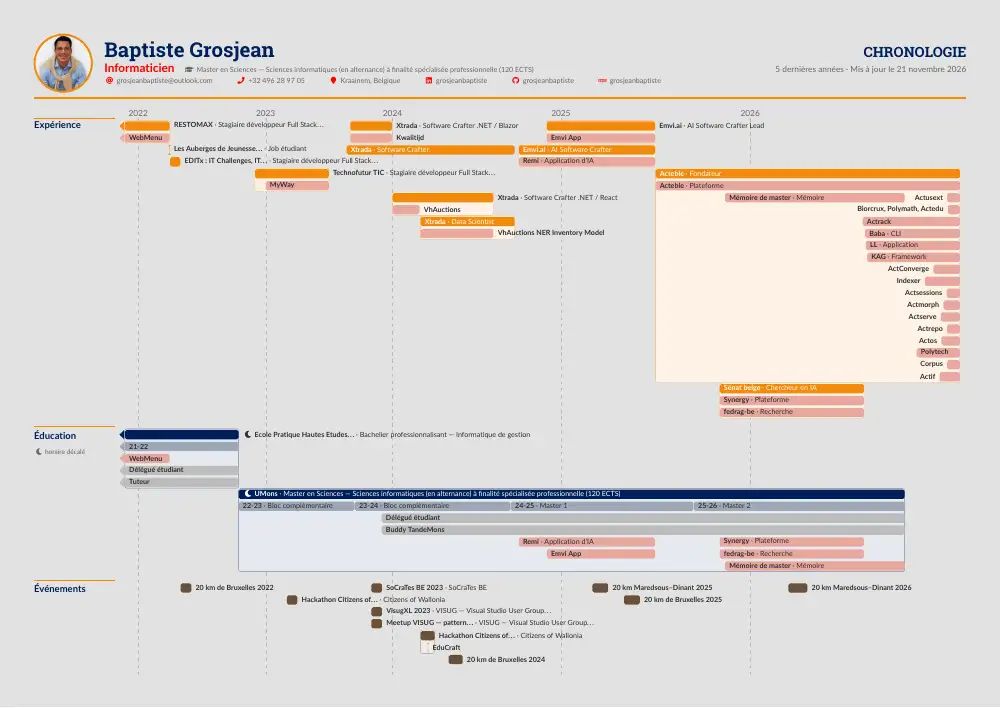 Baptiste Grosjean
CHRONOLOGIE
Informaticien
Master en Sciences — Sciences informatiques (en alternance) à finalité spécialisée professionnelle (120 ECTS)
5 dernières années - Mis à jour le 21 novembre 2026
grosjeanbaptiste@outlook.com +32 496 28 97 05 Kraainem, Belgique grosjeanbaptiste grosjeanbaptiste grosjeanbaptiste
2022 2023 2024 2025 2026
Expérience
RESTOMAX · Stagiaire développeur Full Stack… Xtrada · Software Crafter .NET / Blazor Emvi.ai · AI Software Crafter Lead
WebMenu Kwalitijd Emvi App
Les Auberges de Jeunesse… · Job étudiant Xtrada · Software Crafter Emvi.ai · AI Software Crafter
EDITx : IT Challenges, IT… · Stagiaire développeur Full Stack… Remi · Application d'IA
Technofutur TIC · Stagiaire développeur Full Stack… Acteble · Fondateur
MyWay Acteble · Plateforme
Xtrada · Software Crafter .NET / React Mémoire de master · Mémoire Actusext
VhAuctions Biorcrux, Polymath, Actedu
Xtrada · Data Scientist Actrack
VhAuctions NER Inventory Model Baba · CLI
LL · Application
KAG · Framework
ActConverge
Indexer
Actsessions
Actmorph
Actserve
Actrepo
Actos
Polytech
Corpus
Actif
Sénat belge · Chercheur en IA
Synergy · Plateforme
fedrag-be · Recherche
Éducation
Ecole Pratique Hautes Etudes… · Bachelier professionnalisant — Informatique de gestion
horaire décalé
21-22
WebMenu
Délégué étudiant
Tuteur
UMons · Master en Sciences — Sciences informatiques (en alternance) à finalité spécialisée professionnelle (120 ECTS)
22-23 · Bloc complémentaire 23-24 · Bloc complémentaire 24-25 · Master 1 25-26 · Master 2
Délégué étudiant
Buddy TandeMons
Remi · Application d'IA Synergy · Plateforme
Emvi App fedrag-be · Recherche
Mémoire de master · Mémoire
Événements
20 km de Bruxelles 2022 SoCraTes BE 2023 · SoCraTes BE 20 km Maredsous–Dinant 2025 20 km Maredsous–Dinant 2026
Hackathon Citizens of… · Citizens of Wallonia 20 km de Bruxelles 2025
VisugXL 2023 · VISUG — Visual Studio User Group…
Meetup VISUG — pattern… · VISUG — Visual Studio User Group…
Hackathon Citizens of… · Citizens of Wallonia
EduCraft
20 km de Bruxelles 2024